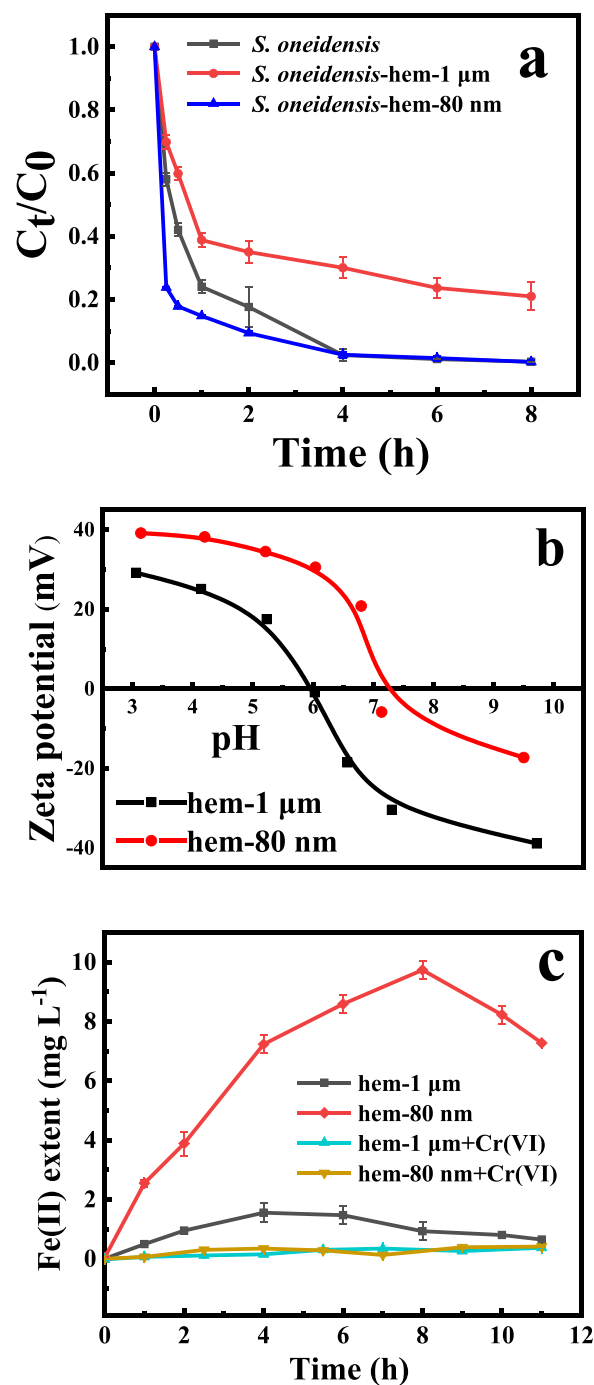 a
S. oneidensis
S. oneidensis-hem-1 μm
S. oneidensis-hem-80 nm
1.0
0.8
0.6
0.4
0.2
0.0
Ct/C0
0 2 4 6 8
Time (h)
b
40
20
0
-20
-40
Zeta potential (mV)
3 4 5 6 7 8 9 10
pH
hem-1 μm
hem-80 nm
c
10
8
6
4
2
0
Fe(II) extent (mg L-1)
hem-1 μm
hem-80 nm
hem-1 μm+Cr(VI)
hem-80 nm+Cr(VI)
0 2 4 6 8 10 12
Time (h)